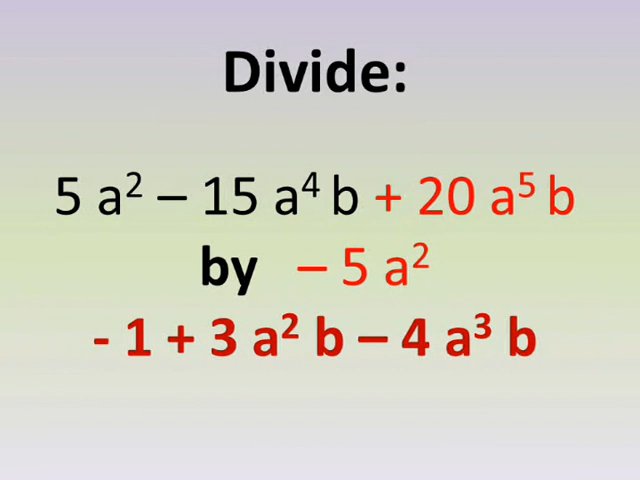 Divide:
5 a² – 15 a⁴ b + 20 a⁵ b
by – 5 a²
- 1 + 3 a² b – 4 a³ b